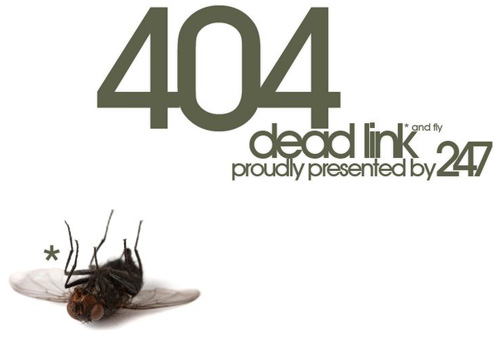 404
dead link* and fly
proudly presented by 247
*